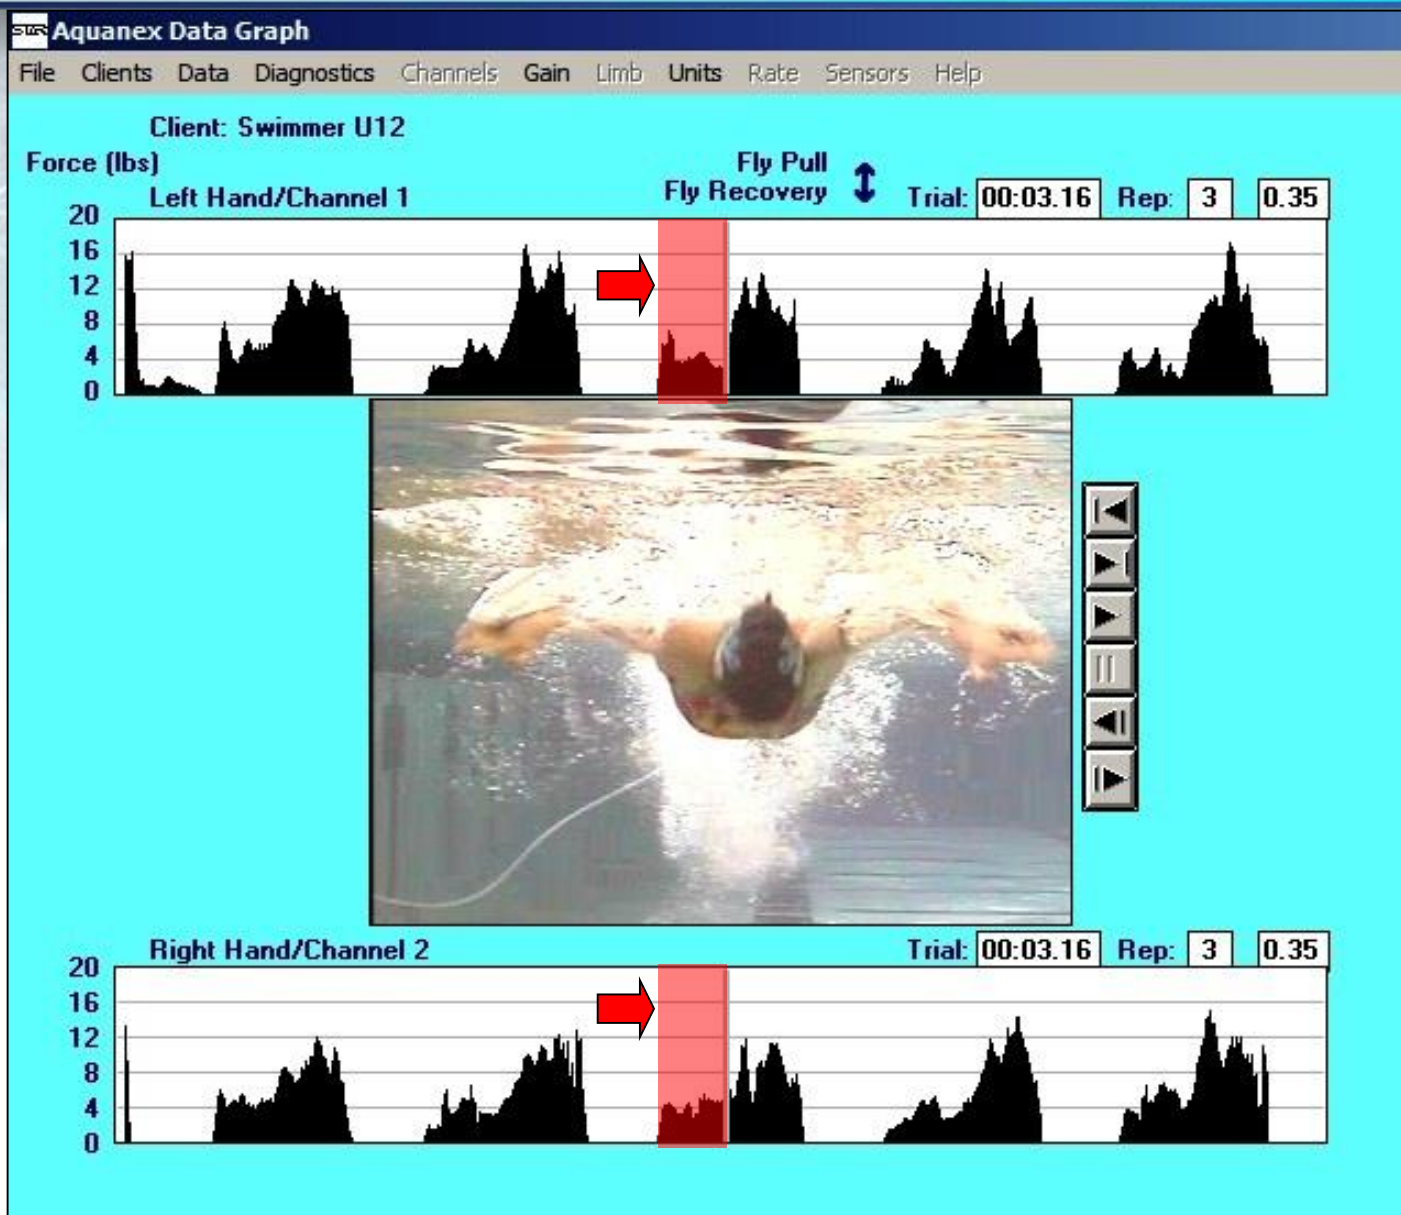 STR Aquanex Data Graph
File Clients Data Diagnostics Channels Gain Limb Units Rate Sensors Help
Client: Swimmer U12
Force (lbs)
Fly Pull
Fly Recovery
Left Hand/Channel 1
Trial: 00:03.16 Rep: 3 0.35
20
16
12
8
4
0
Right Hand/Channel 2
Trial: 00:03.16 Rep: 3 0.35
20
16
12
8
4
0